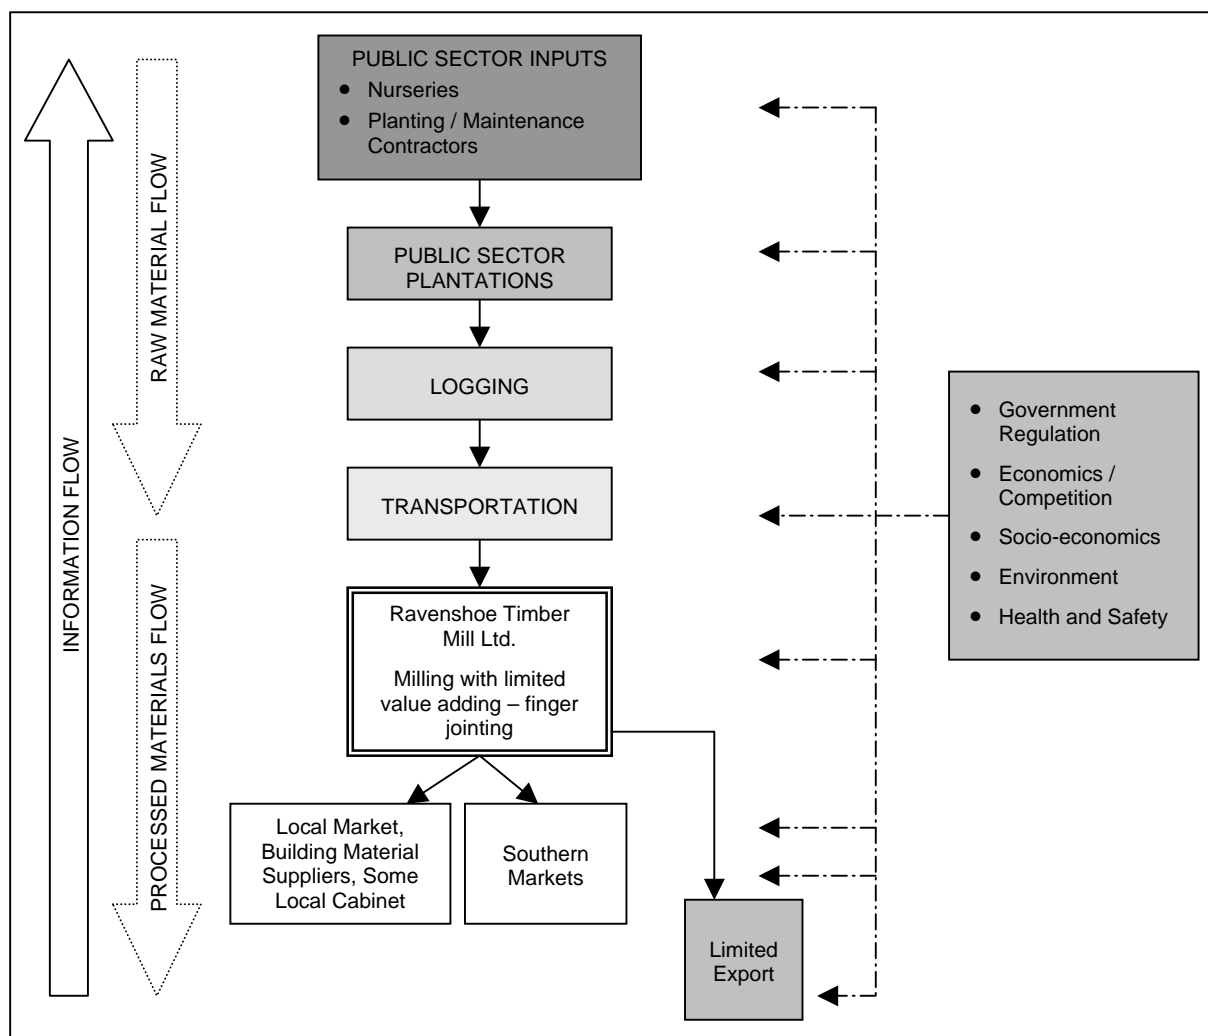 PUBLIC SECTOR INPUTS
● Nurseries
● Planting / Maintenance
Contractors
PUBLIC SECTOR
PLANTATIONS
LOGGING
TRANSPORTATION
Ravenshoe Timber
Mill Ltd.
Milling with limited
value adding – finger
jointing
Local Market,
Building Material
Suppliers, Some
Local Cabinet
Southern
Markets
Limited
Export
● Government
Regulation
● Economics /
Competition
● Socio-economics
● Environment
● Health and Safety
INFORMATION FLOW
RAW MATERIAL FLOW
PROCESSED MATERIALS FLOW